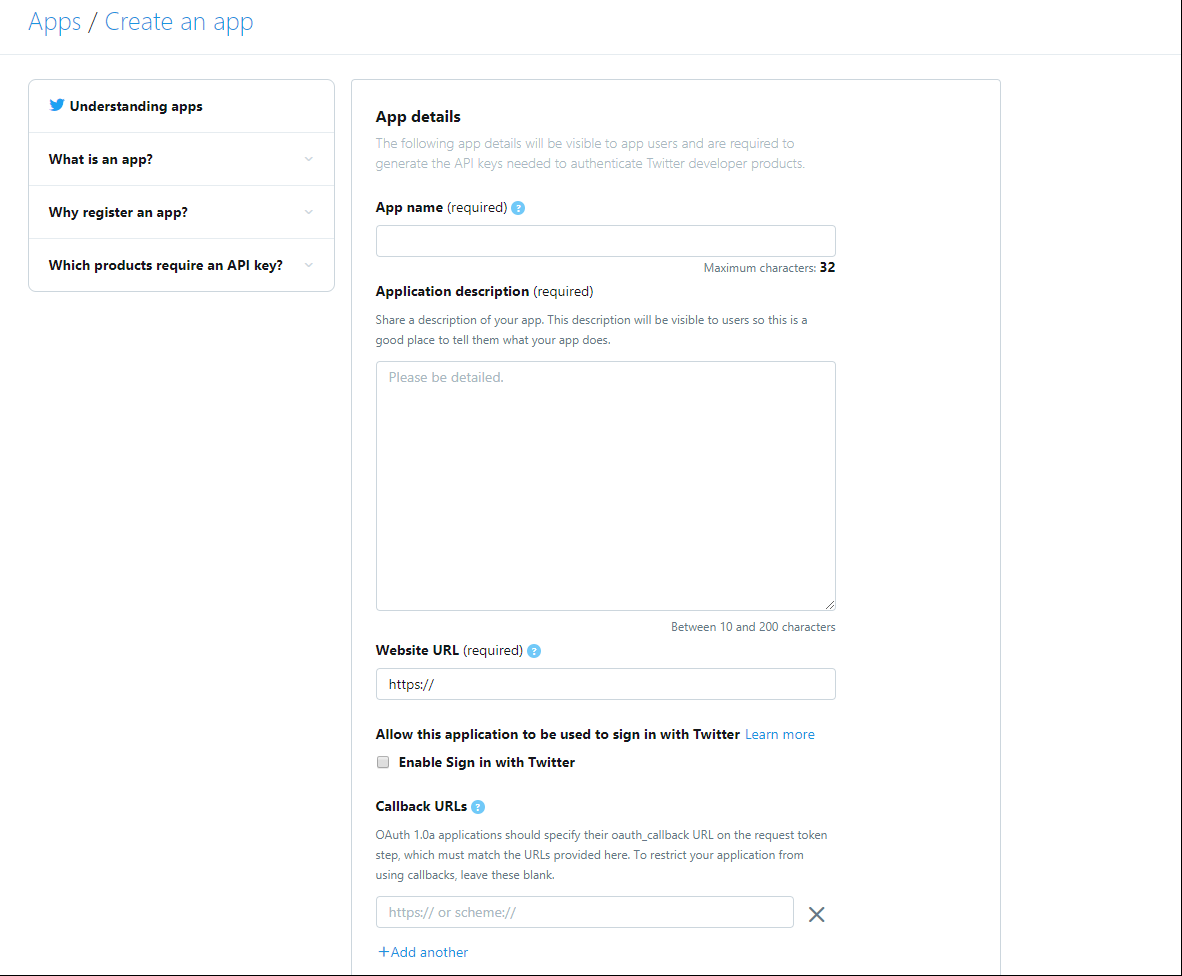 Apps / Create an app
Understanding apps
What is an app?
Why register an app?
Which products require an API key?
App details
The following app details will be visible to app users and are required to
generate the API keys needed to authenticate Twitter developer products.
App name (required) ?
Maximum characters: 32
Application description (required)
Share a description of your app. This description will be visible to users so this is a
good place to tell them what your app does.
Please be detailed.
Between 10 and 200 characters
Website URL (required) ?
https://
Allow this application to be used to sign in with Twitter Learn more
Enable Sign in with Twitter
Callback URLs ?
OAuth 1.0a applications should specify their oauth_callback URL on the request token
step, which must match the URLs provided here. To restrict your application from
using callbacks, leave these blank.
https:// or scheme://
+Add another